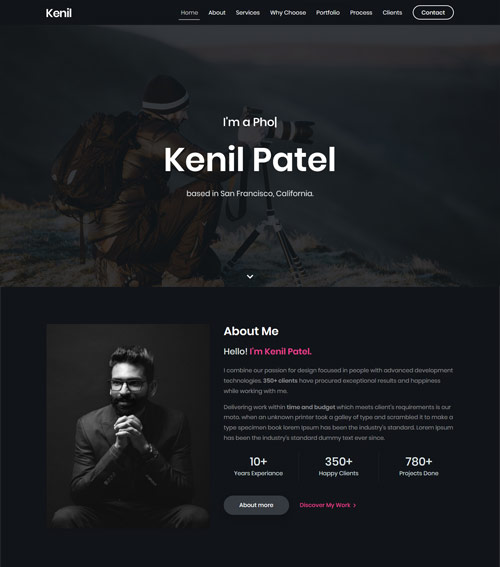 Kenil
Home About Services Why Choose Portfolio Process Clients Contact
I'm a Pho|
Kenil Patel
based in San Francisco, California.
About Me
Hello! I'm Kenil Patel.
I combine our passion for design focused in people with advanced development
technologies. 350+ clients have procured exceptional results and happiness
while working with me.
Delivering work within time and budget which meets client's requirements is our
moto. when an unknown printer took a galley of type and scrambled it to make a
type specimen book lorem Ipsum has been the industry's standard. Lorem Ipsum
has been the industry's standard dummy text ever since.
10+ 350+ 780+
Years Experiance Happy Clients Projects Done
About more Discover My Work